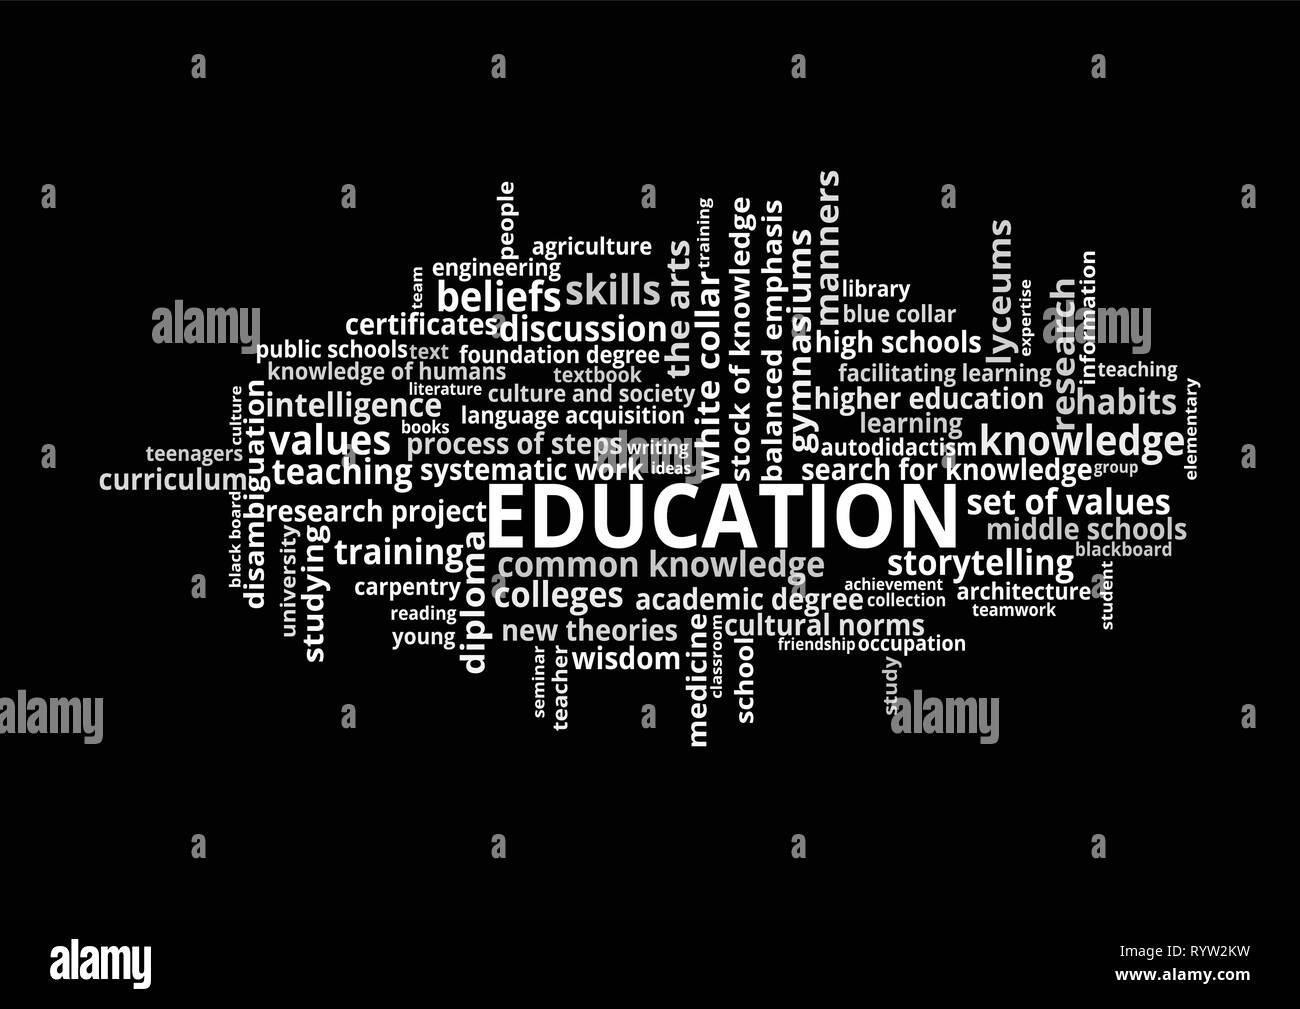 people
agriculture
training
manners
engineering
team
beliefs
skills
the arts
white collar
stock of knowledge
balanced emphasis
gymnasiums
library
blue collar
lyceums
expertise
research
information
certificates
discussion
high schools
public schools
text
foundation degree
knowledge of humans
textbook
facilitating learning
teaching
literature
culture and society
culture
disambiguation
intelligence
language acquisition
higher education
habits
elementary
books
learning
values
process of steps
writing
autodidactism
knowledge
teenagers
teaching
systematic work
ideas
search for knowledge
group
curriculum
black board
research project
EDUCATION
set of values
middle schools
university
studying
training
diploma
common knowledge
storytelling
blackboard
student
carpentry
colleges
academic degree
achievement
collection
architecture
teamwork
reading
young
new theories
medicine
classroom
school
cultural norms
friendship
occupation
seminar
teacher
wisdom
study
a a a a
a a a a a
alamy alamy
a alamy a
a a a a
alamy a a alamy a
a a a a
alamy
Image ID: RYW2KW
www.alamy.com